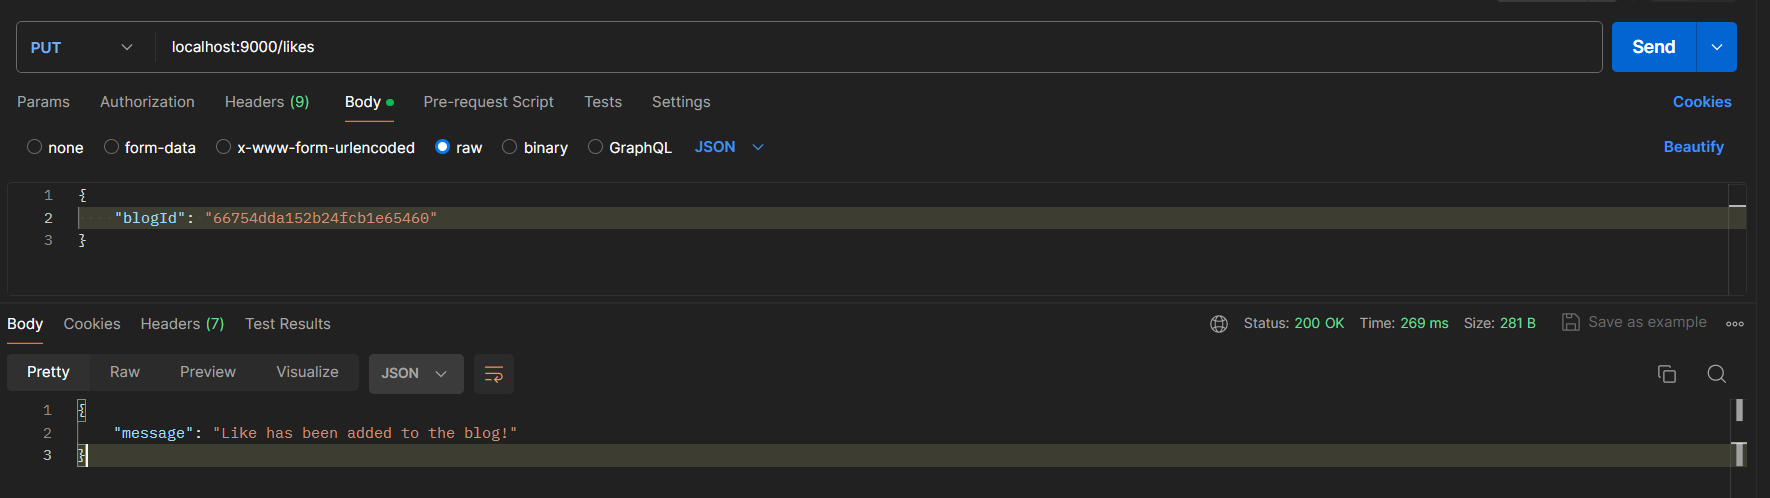 PUT localhost:9000/likes Send
Params Authorization Headers (9) Body Pre-request Script Tests Settings Cookies
none form-data x-www-form-urlencoded raw binary GraphQL JSON Beautify
1 {
2 "blogId": "66754dda152b24fcb1e65460"
3 }
Body Cookies Headers (7) Test Results Status: 200 OK Time: 269 ms Size: 281 B Save as example
Pretty Raw Preview Visualize JSON
1 {
2 "message": "Like has been added to the blog!"
3 }